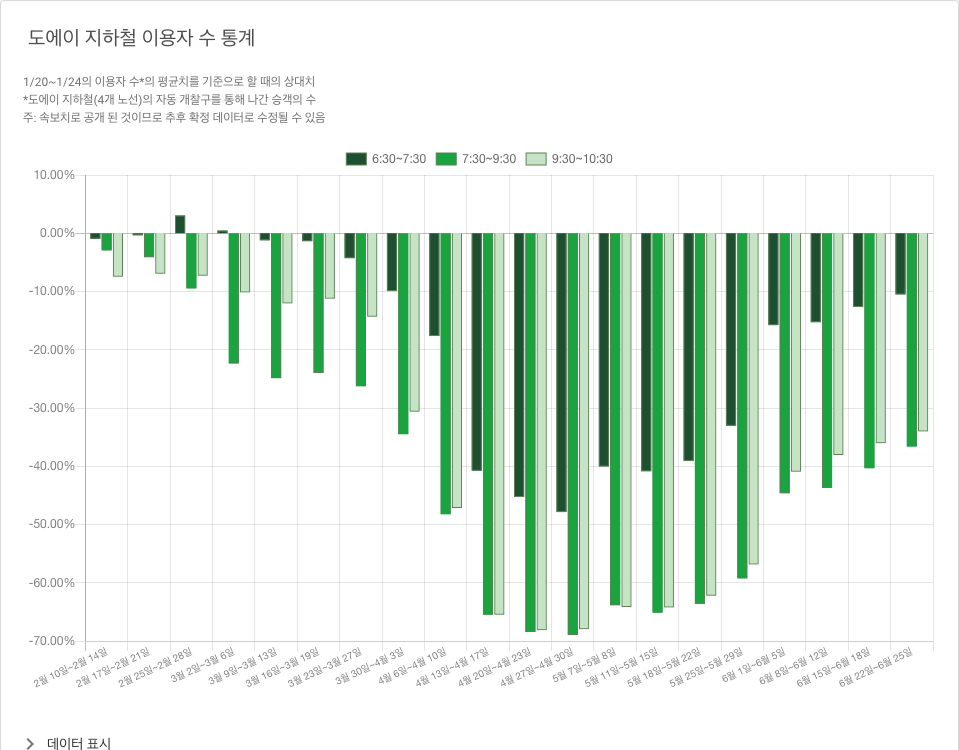 도에이 지하철 이용자 수 통계
1/20~1/24의 이용자 수*의 평균치를 기준으로 할 때의 상대치
*도에이 지하철(4개 노선)의 자동 개찰구를 통해 나간 승객의 수
주: 속보치로 공개 된 것이므로 추후 확정 데이터로 수정될 수 있음
6:30~7:30 7:30~9:30 9:30~10:30
10.00%
0.00%
-10.00%
-20.00%
-30.00%
-40.00%
-50.00%
-60.00%
-70.00%
2월 10일~2월 14일
2월 17일~2월 21일
2월 25일~2월 28일
3월 2일~3월 6일
3월 9일~3월 13일
3월 16일~3월 19일
3월 23일~3월 27일
3월 30일~4월 3일
4월 6일~4월 10일
4월 13일~4월 17일
4월 20일~4월 23일
4월 27일~4월 30일
5월 7일~5월 8일
5월 11일~5월 15일
5월 18일~5월 22일
5월 25일~5월 29일
6월 1일~6월 5일
6월 8일~6월 12일
6월 15일~6월 18일
6월 22일~6월 25일
데이터 표시